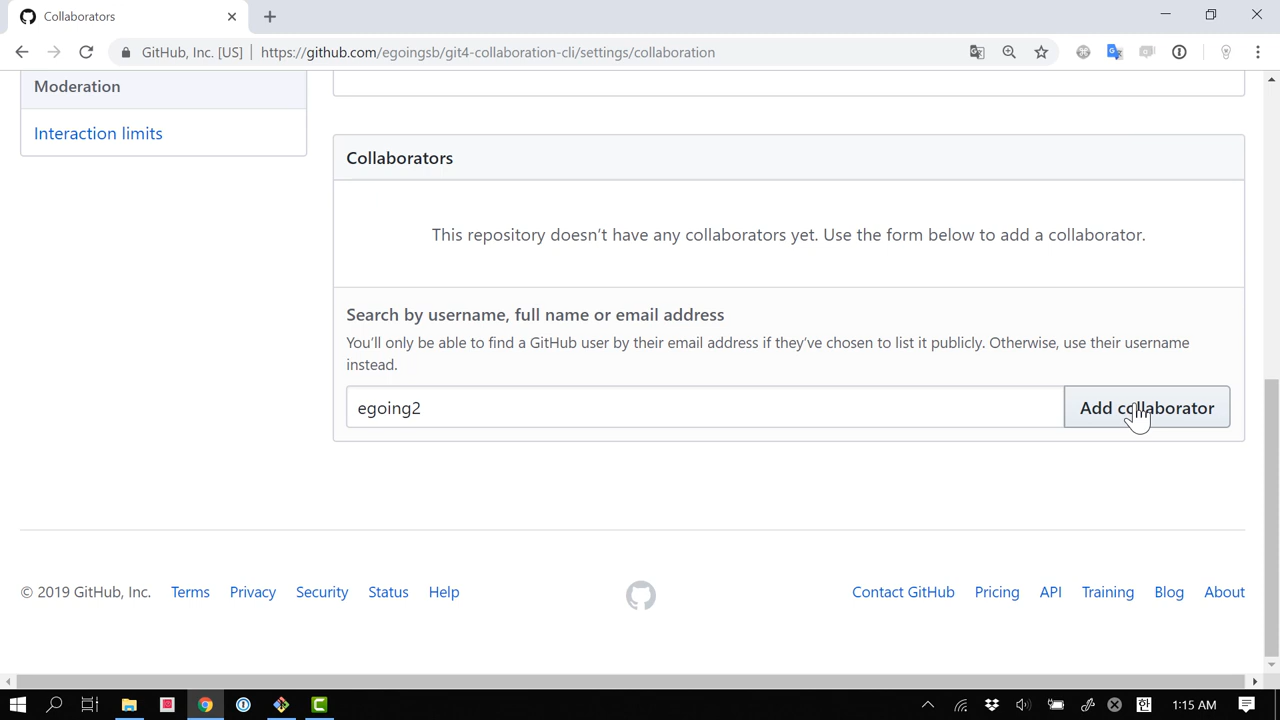 Collaborators
GitHub, Inc. [US]
https://github.com/egoingsb/git4-collaboration-cli/settings/collaboration
Moderation
Interaction limits
Collaborators
This repository doesn't have any collaborators yet. Use the form below to add a collaborator.
Search by username, full name or email address
You'll only be able to find a GitHub user by their email address if they've chosen to list it publicly. Otherwise, use their username
instead.
egoing2
Add collaborator
© 2019 GitHub, Inc.
Terms
Privacy
Security
Status
Help
Contact GitHub
Pricing
API
Training
Blog
About
한
1:15 AM